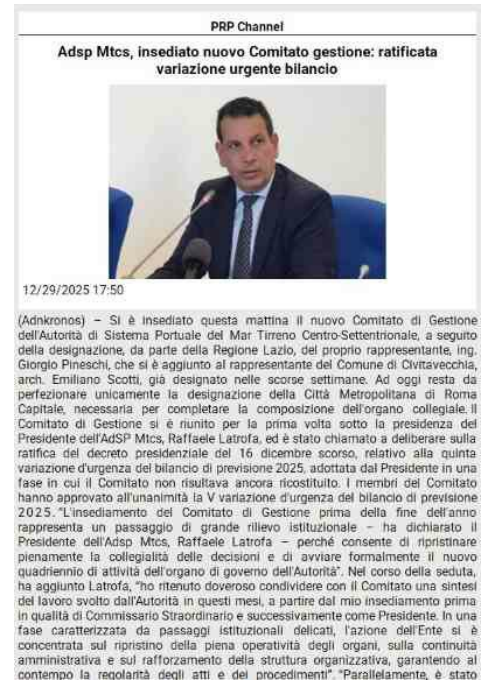 PRP Channel
Adsp Mtcs, insediato nuovo Comitato gestione: ratificata
variazione urgente bilancio
12/29/2025 17:50
(Adnkronos) – Si è insediato questa mattina il nuovo Comitato di Gestione
dell'Autorità di Sistema Portuale del Mar Tirreno Centro-Settentrionale, a seguito
della designazione, da parte della Regione Lazio, del proprio rappresentante, ing.
Giorgio Pineschi, che si è aggiunto al rappresentante del Comune di Civitavecchia,
arch. Emiliano Scotti, già designato nelle scorse settimane. Ad oggi resta da
perfezionare unicamente la designazione della Città Metropolitana di Roma
Capitale, necessaria per completare la composizione dell'organo collegiale. Il
Comitato di Gestione si è riunito per la prima volta sotto la presidenza del
Presidente dell'AdSP Mtcs, Raffaele Latrofa, ed è stato chiamato a deliberare sulla
ratifica del decreto presidenziale del 16 dicembre scorso, relativo alla quinta
variazione d'urgenza del bilancio di previsione 2025, adottata dal Presidente in una
fase in cui il Comitato non risultava ancora ricostituito. I membri del Comitato
hanno approvato all'unanimità la V variazione d'urgenza del bilancio di previsione
2025. "L'insediamento del Comitato di Gestione prima della fine dell'anno
rappresenta un passaggio di grande rilievo istituzionale – ha dichiarato il
Presidente dell'Adsp Mtcs, Raffaele Latrofa – perché consente di ripristinare
pienamente la collegialità delle decisioni e di avviare formalmente il nuovo
quadriennio di attività dell'organo di governo dell'Autorità". Nel corso della seduta,
ha aggiunto Latrofa, "ho ritenuto doveroso condividere con il Comitato una sintesi
del lavoro svolto dall'Autorità in questi mesi, a partire dal mio insediamento prima
in qualità di Commissario Straordinario e successivamente come Presidente. In una
fase caratterizzata da passaggi istituzionali delicati, l'azione dell'Ente si è
concentrata sul ripristino della piena operatività degli organi, sulla continuità
amministrativa e sul rafforzamento della struttura organizzativa, garantendo al
contempo la regolarità degli atti e dei procedimenti". "Parallelamente, è stato